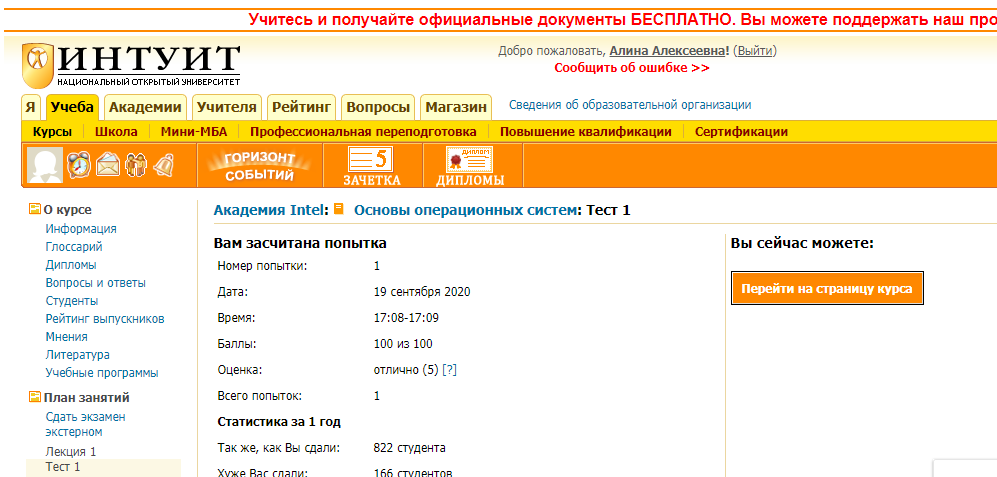 Учитесь и получайте официальные документы БЕСПЛАТНО. Вы можете поддержать наш про
ИНТУИТ
НАЦИОНАЛЬНЫЙ ОТКРЫТЫЙ УНИВЕРСИТЕТ
Добро пожаловать, Алина Алексеевна! (Выйти)
Сообщить об ошибке >>
Я Учеба Академии Учителя Рейтинг Вопросы Магазин Сведения об образовательной организации
Курсы Школа Мини-МБА Профессиональная переподготовка Повышение квалификации Сертификации
ГОРИЗОНТ СОБЫТИЙ
5
ЗАЧЕТКА
ДИПЛОМ
ДИПЛОМЫ
О курсе
Информация
Глоссарий
Дипломы
Вопросы и ответы
Студенты
Рейтинг выпускников
Мнения
Литература
Учебные программы
План занятий
Сдать экзамен
экстерном
Лекция 1
Тест 1
Академия Intel: Основы операционных систем: Тест 1
Вам засчитана попытка
Номер попытки: 1
Дата: 19 сентября 2020
Время: 17:08-17:09
Баллы: 100 из 100
Оценка: отлично (5) [?]
Всего попыток: 1
Статистика за 1 год
Так же, как Вы сдали: 822 студента
Хуже Вас сдали: 166 студентов
Вы сейчас можете:
Перейти на страницу курса